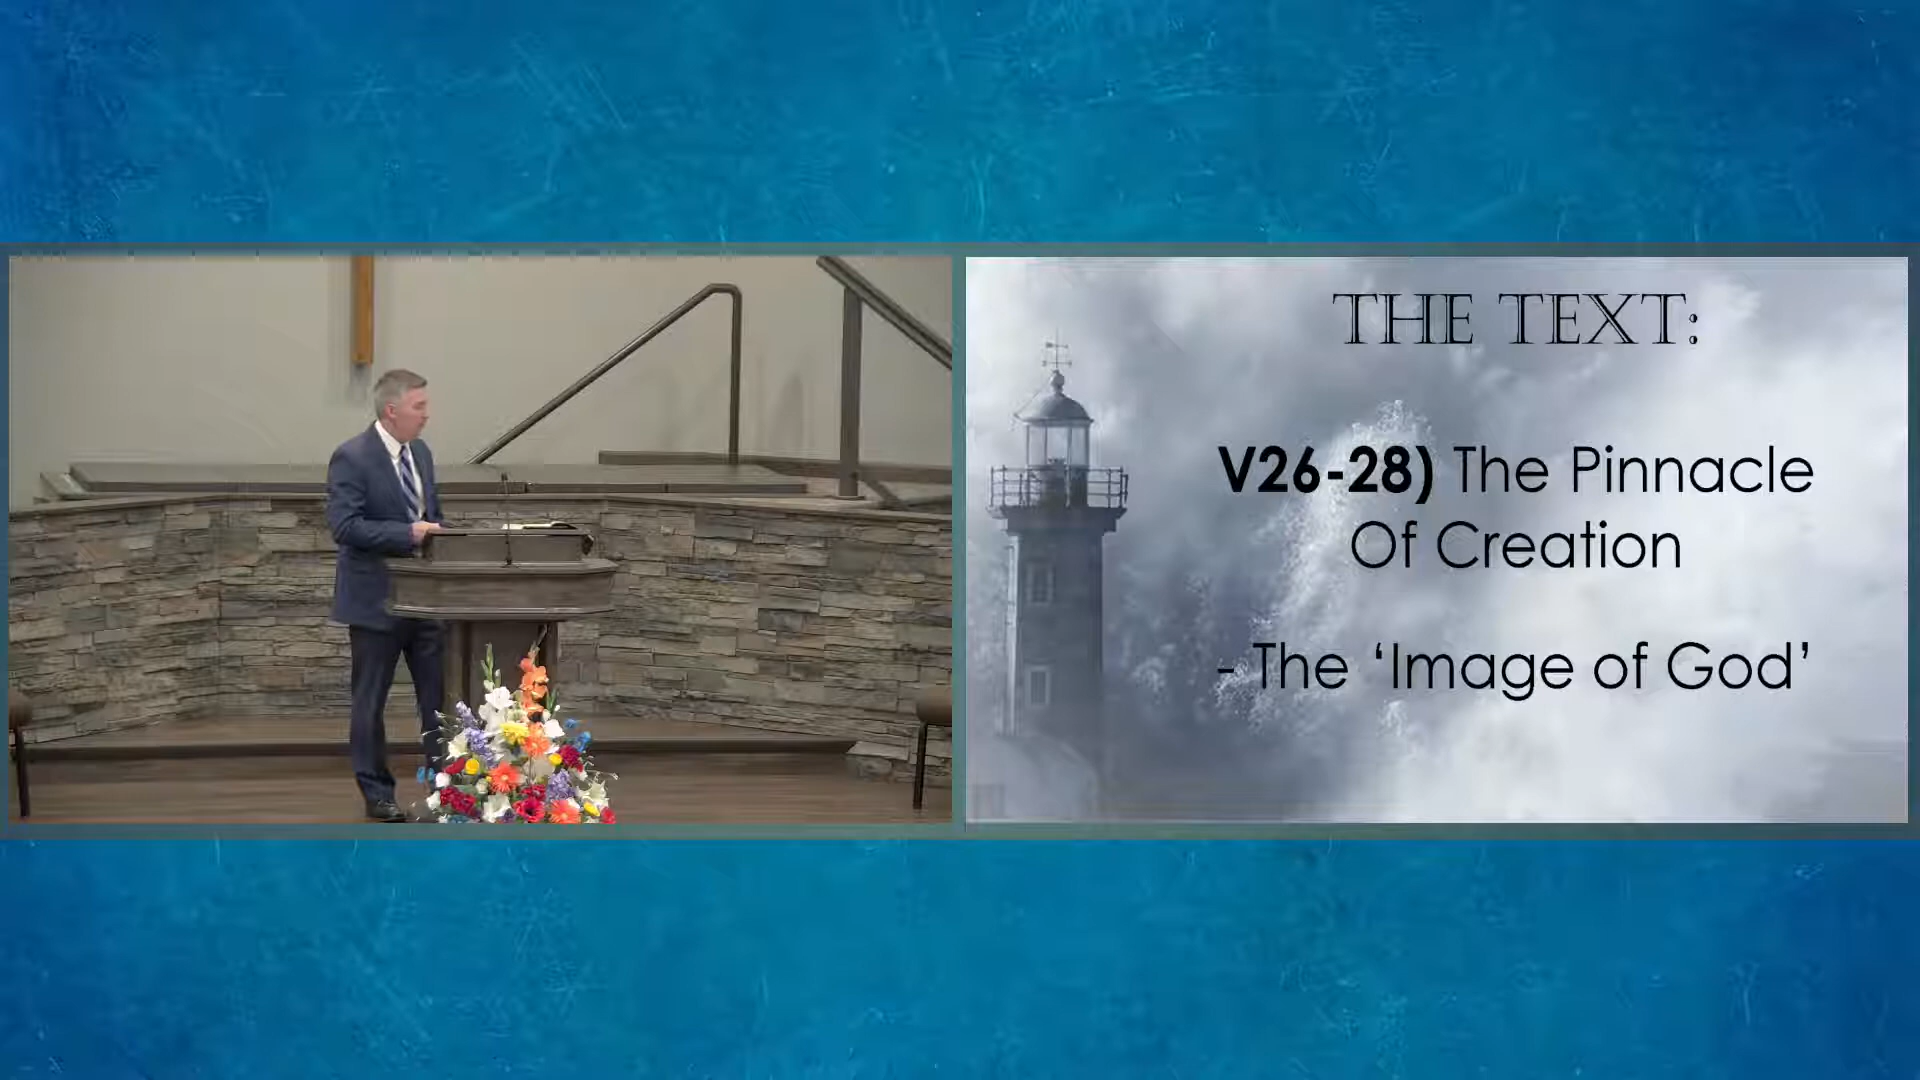 THE TEXT:
V26-28) The Pinnacle
Of Creation
- The ‘Image of God’